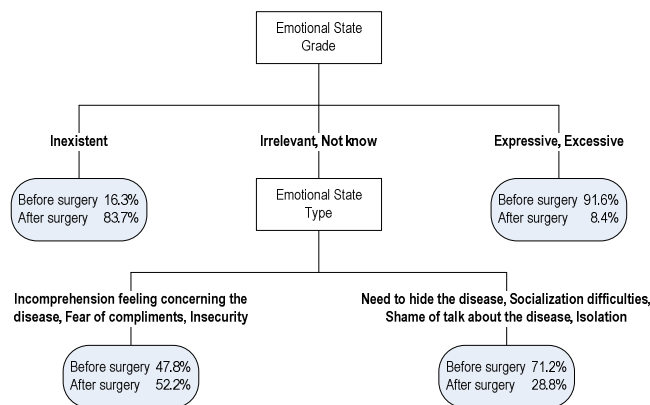 Emotional State
Grade
Inexistent
Irrelevant, Not know
Expressive, Excessive
Before surgery 16.3%
After surgery 83.7%
Emotional State
Type
Before surgery 91.6%
After surgery 8.4%
Incomprehension feeling concerning the
disease, Fear of compliments, Insecurity
Need to hide the disease, Socialization difficulties,
Shame of talk about the disease, Isolation
Before surgery 47.8%
After surgery 52.2%
Before surgery 71.2%
After surgery 28.8%